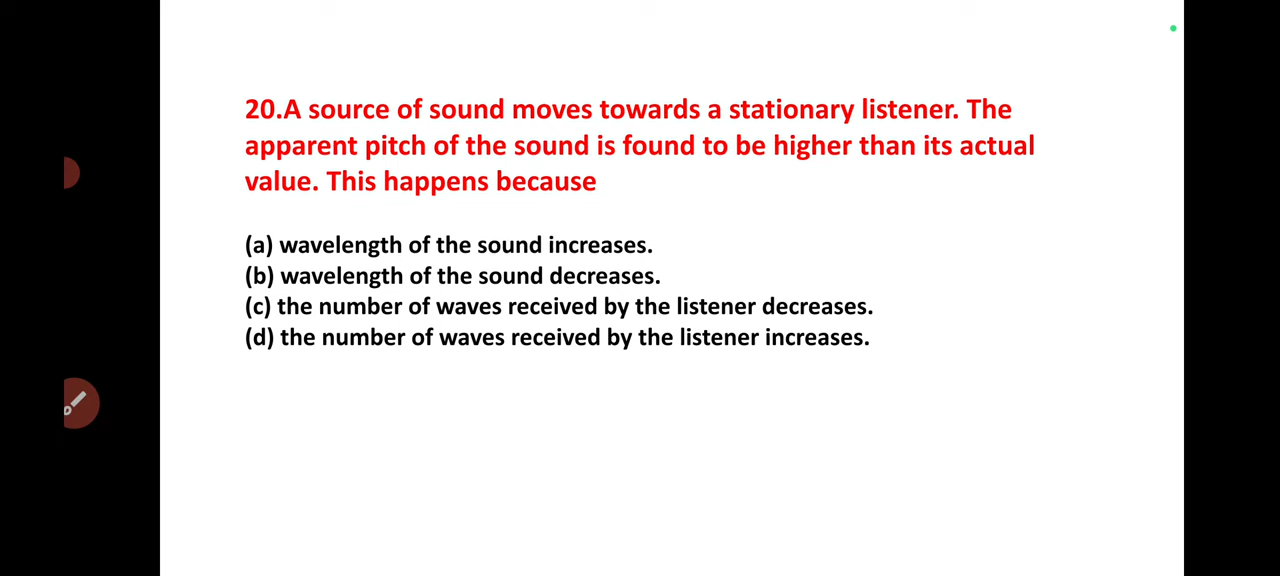 20.A source of sound moves towards a stationary listener. The
apparent pitch of the sound is found to be higher than its actual
value. This happens because
(a) wavelength of the sound increases.
(b) wavelength of the sound decreases.
(c) the number of waves received by the listener decreases.
(d) the number of waves received by the listener increases.